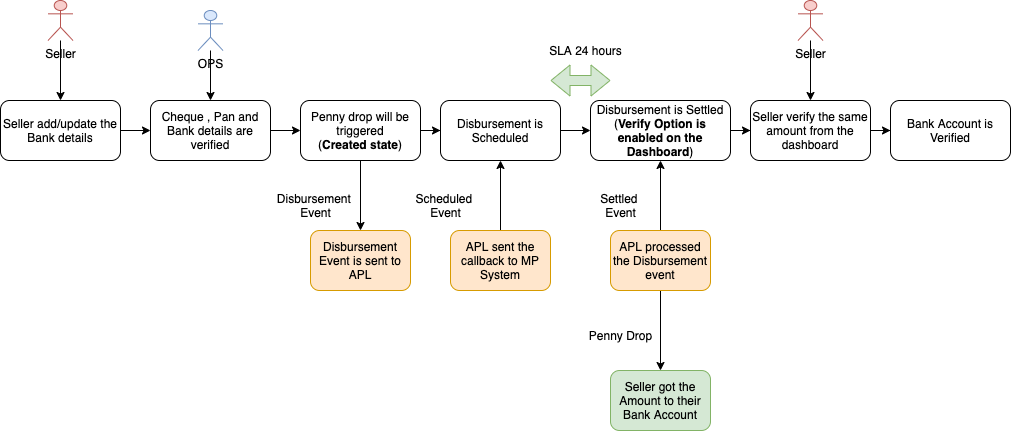 Seller
OPS
SLA 24 hours
Seller
Seller add/update the
Bank details
Cheque , Pan and
Bank details are
verified
Penny drop will be
triggered
(Created state)
Disbursement is
Scheduled
Disbursement is Settled
(Verify Option is
enabled on the
Dashboard)
Seller verify the same
amount from the
dashboard
Bank Account is
Verified
Disbursement
Event
Scheduled
Event
Settled
Event
Disbursement
Event is sent to
APL
APL sent the
callback to MP
System
APL processed
the Disbursement
event
Penny Drop
Seller got the
Amount to their
Bank Account